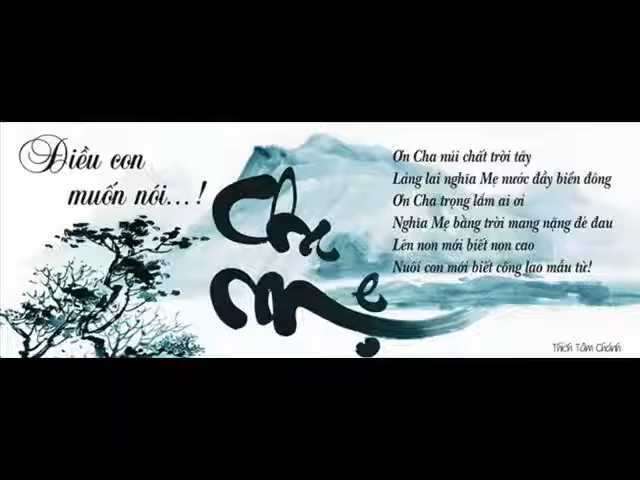 Điều con
muốn nói...!
Cha
Mẹ
Ơn Cha núi chất trời tây
Láng lai nghĩa Mẹ nước đầy biển đông
Ơn Cha trọng lắm ai ơi
Nghĩa Mẹ bằng trời mang nặng đẻ đau
Lên non mới biết non cao
Nuôi con mới biết công lao mẫu từ!
Thích Tâm Chánh